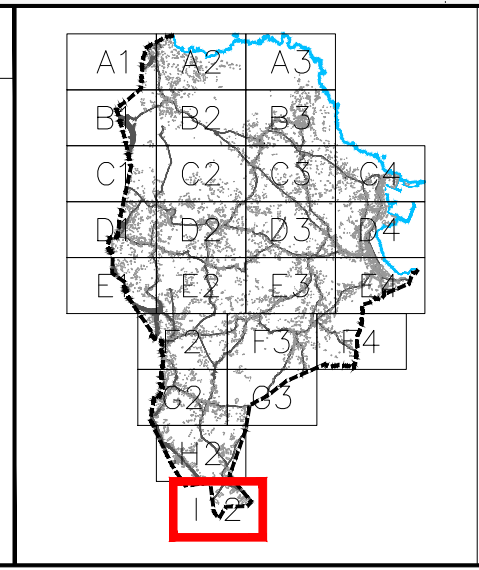 A1 A2 A3
B1 B2 B3
C1 C2 C3 C4
D1 D2 D3 D4
E1 E2 E3 E4
F2 F3 F4
G2 G3
H2
I 2